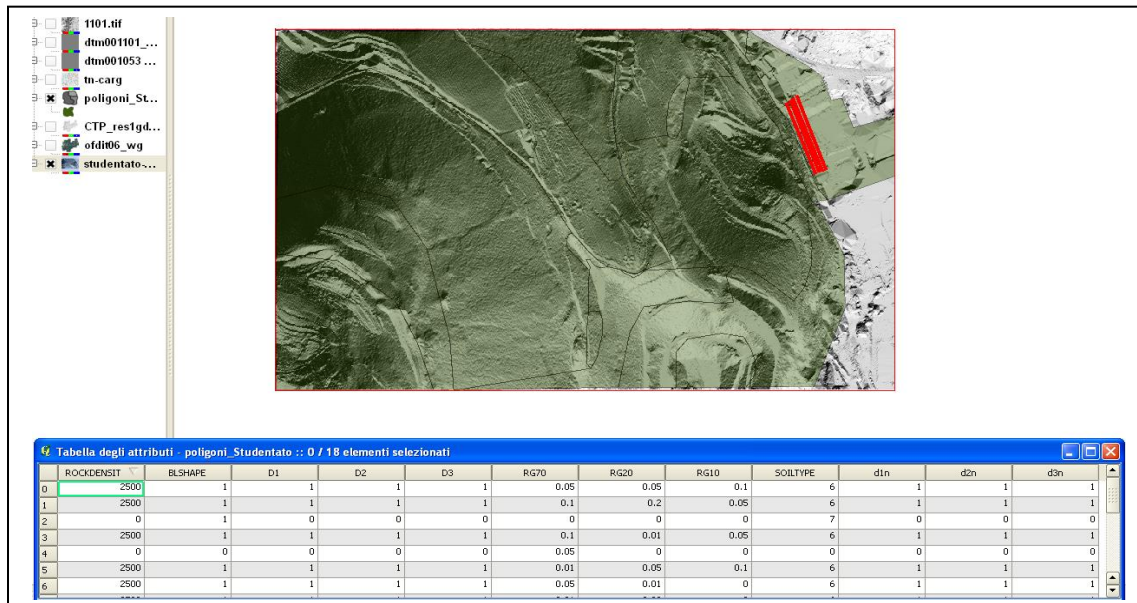 1101.tif
dtm001101_...
dtm001053 ...
tn-carg
poligoni_St...
CTP_res1gd...
ofdit06_wg
studentato-...
Tabella degli attributi - poligoni_Studentato :: 0 / 18 elementi selezionati
ROCKDENSIT BLSHAPE D1 D2 D3 RG70 RG20 RG10 SOILTYPE d1n d2n d3n
0 2500 1 1 1 1 0.05 0.05 0.1 6 1 1 1
1 2500 1 1 1 1 0.1 0.2 0.05 6 1 1 1
2 0 1 0 0 0 0 0 0 7 0 0 0
3 2500 1 1 1 1 0.1 0.01 0.05 6 1 1 1
4 0 0 0 0 0 0.05 0 0 0 0 0 0
5 2500 1 1 1 1 0.01 0.05 0.1 6 1 1 1
6 2500 1 1 1 1 0.05 0.01 0 6 1 1 1